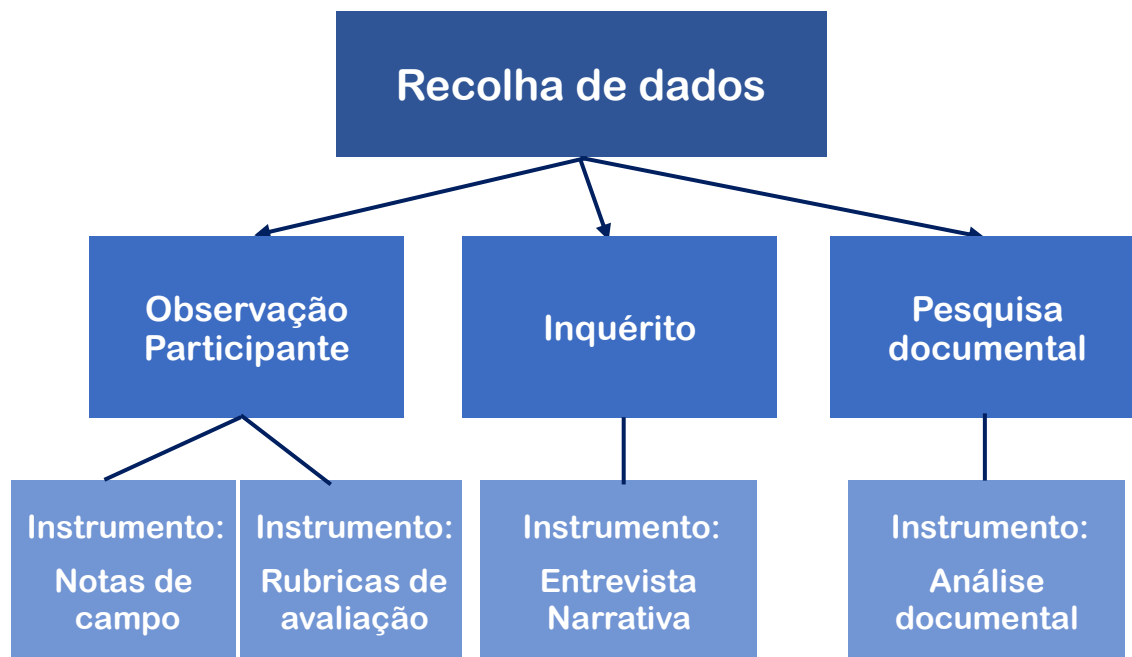 Recolha de dados
Observação
Participante
Inquérito
Pesquisa
documental
Instrumento:
Notas de
campo
Instrumento:
Rubricas de
avaliação
Instrumento:
Entrevista
Narrativa
Instrumento:
Análise
documental